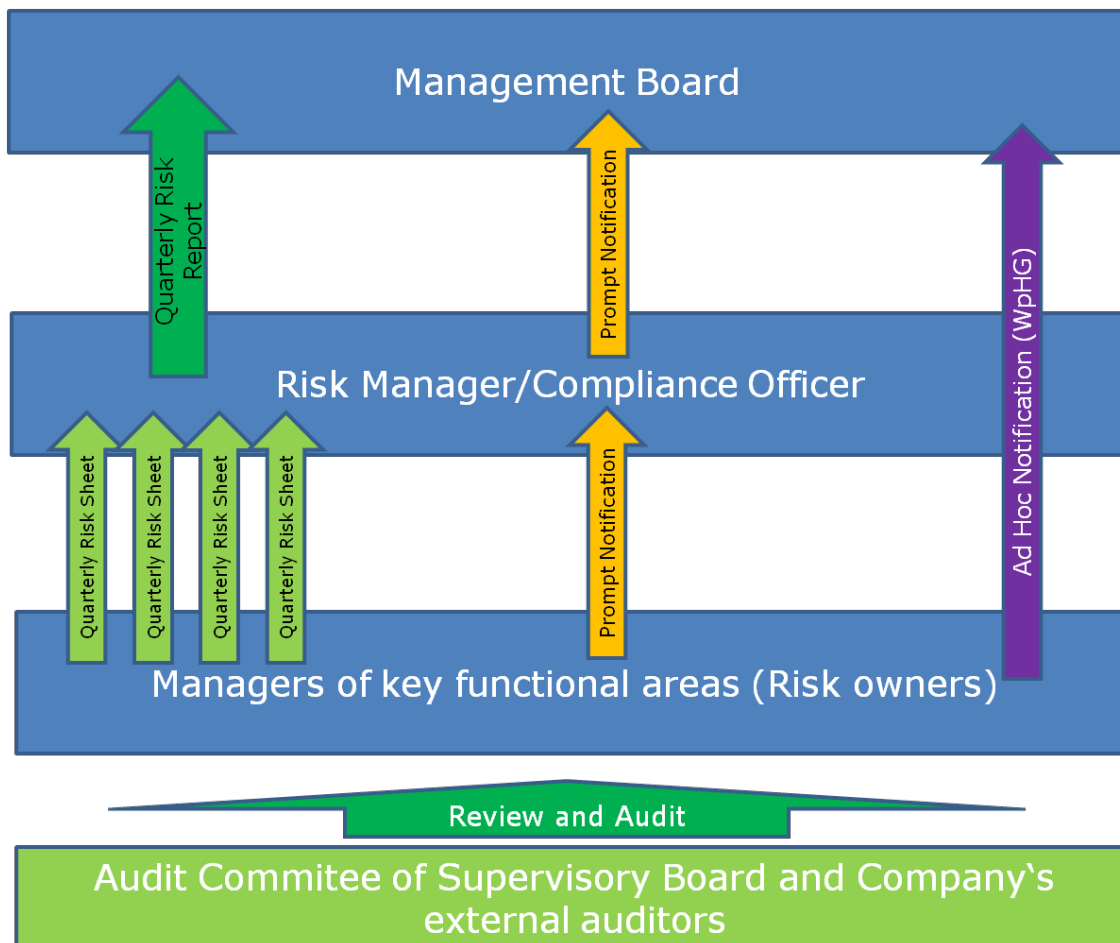 Management Board
Quarterly Risk
Report
Prompt Notification
Ad Hoc Notification (WpHG)
Risk Manager/Compliance Officer
Quarterly Risk Sheet
Quarterly Risk Sheet
Quarterly Risk Sheet
Quarterly Risk Sheet
Prompt Notification
Managers of key functional areas (Risk owners)
Review and Audit
Audit Commitee of Supervisory Board and Company‘s
external auditors